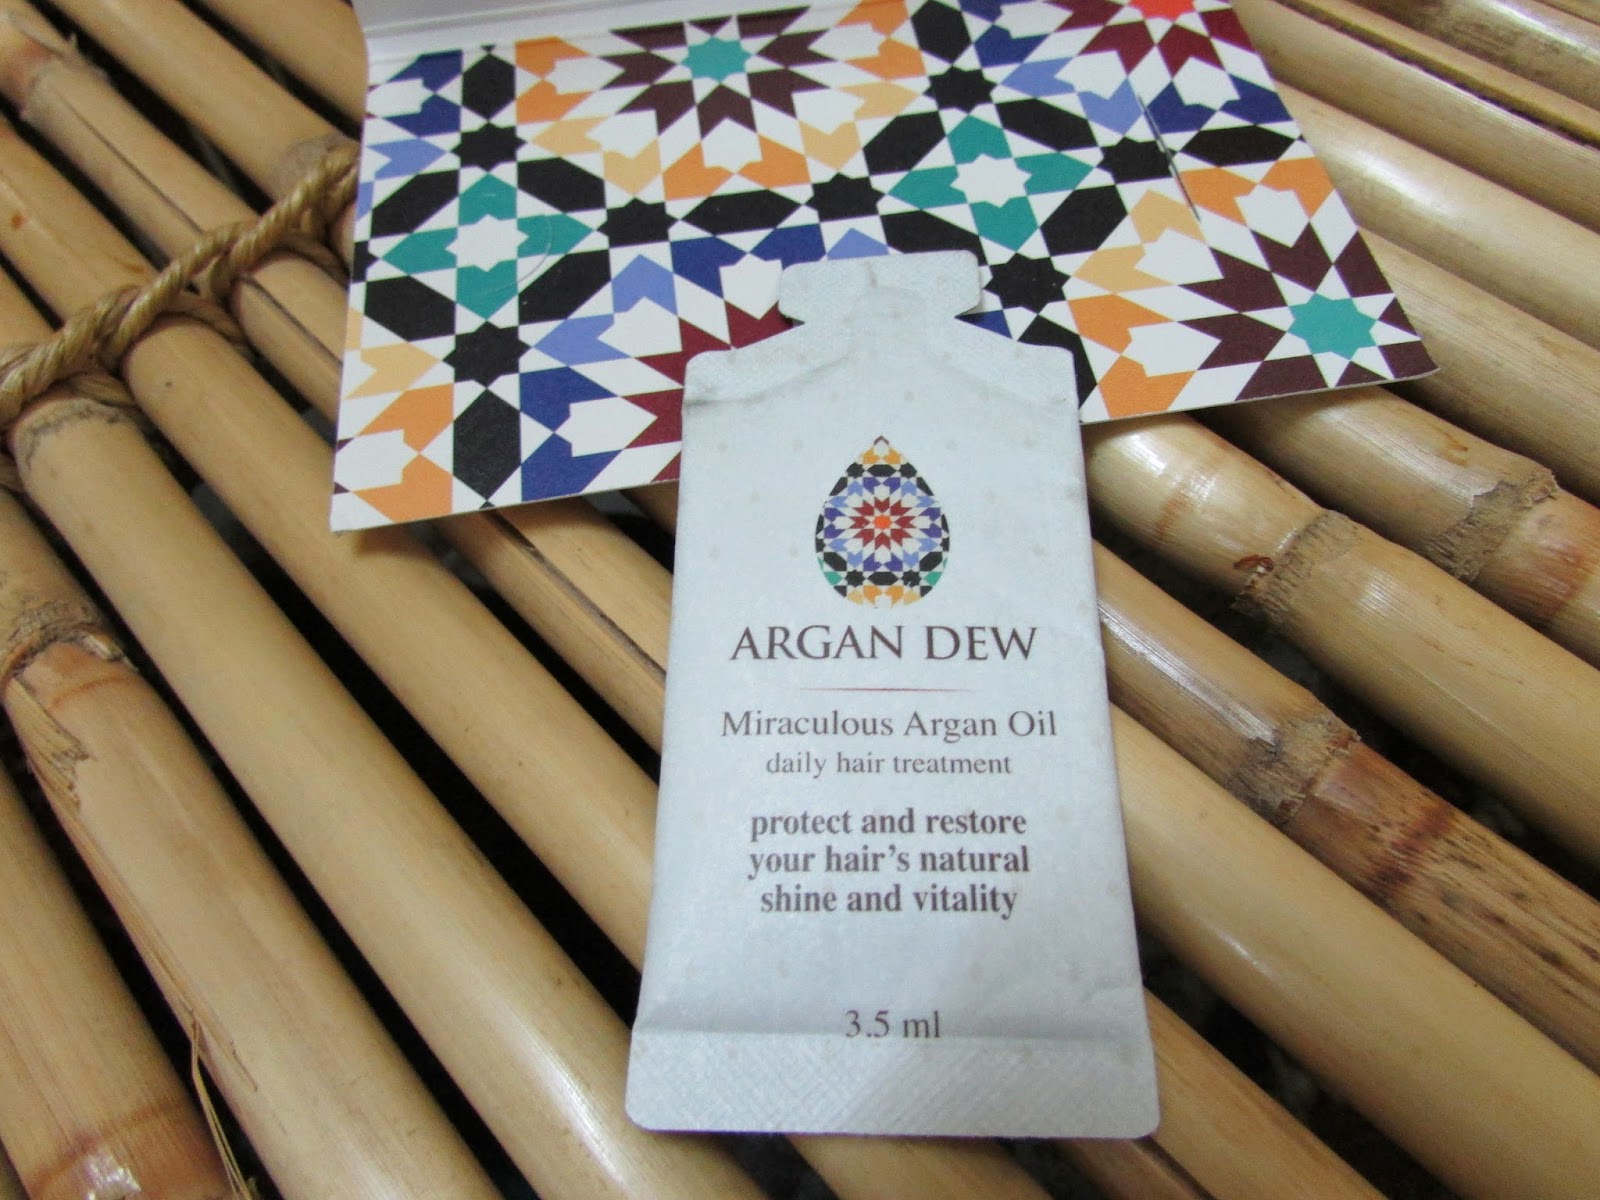 ARGAN DEW
Miraculous Argan Oil
daily hair treatment
protect and restore
your hair's natural
shine and vitality
3.5 ml